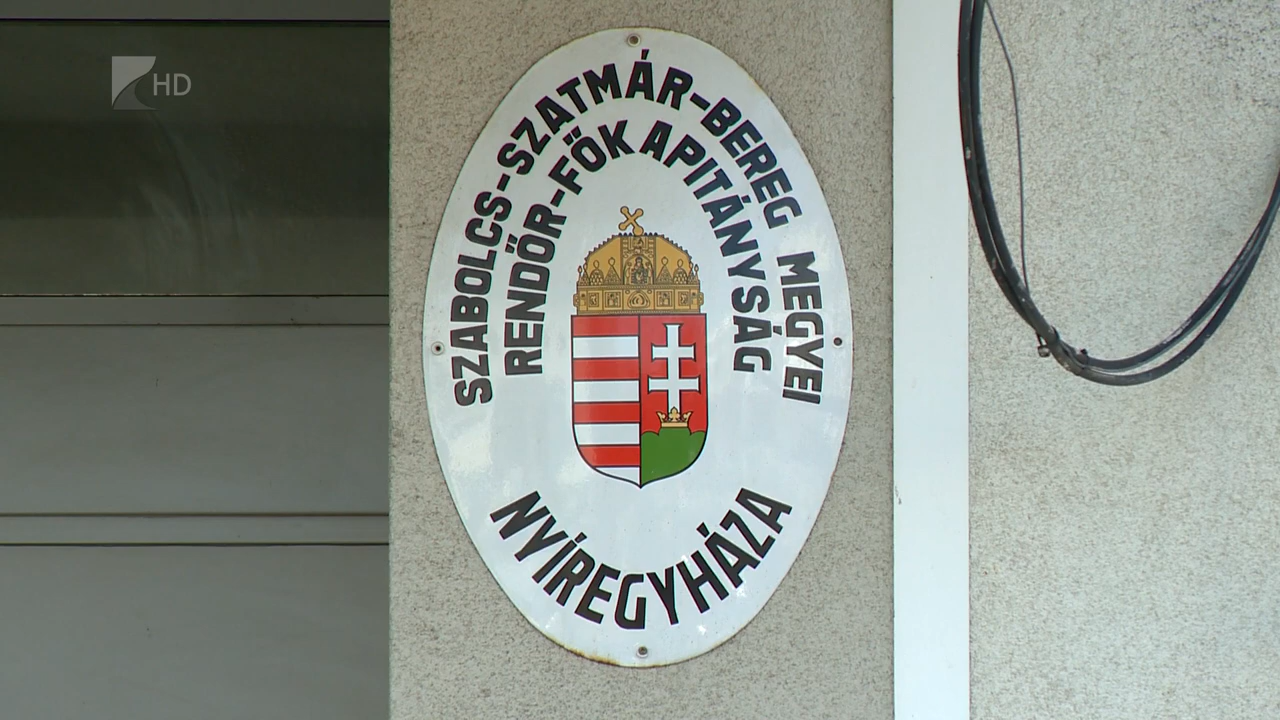 HD
SZABOLCS-SZATMÁR-BEREG MEGYEI
RENDŐR-FŐKAPITÁNYSÁG
NYÍREGYHÁZA